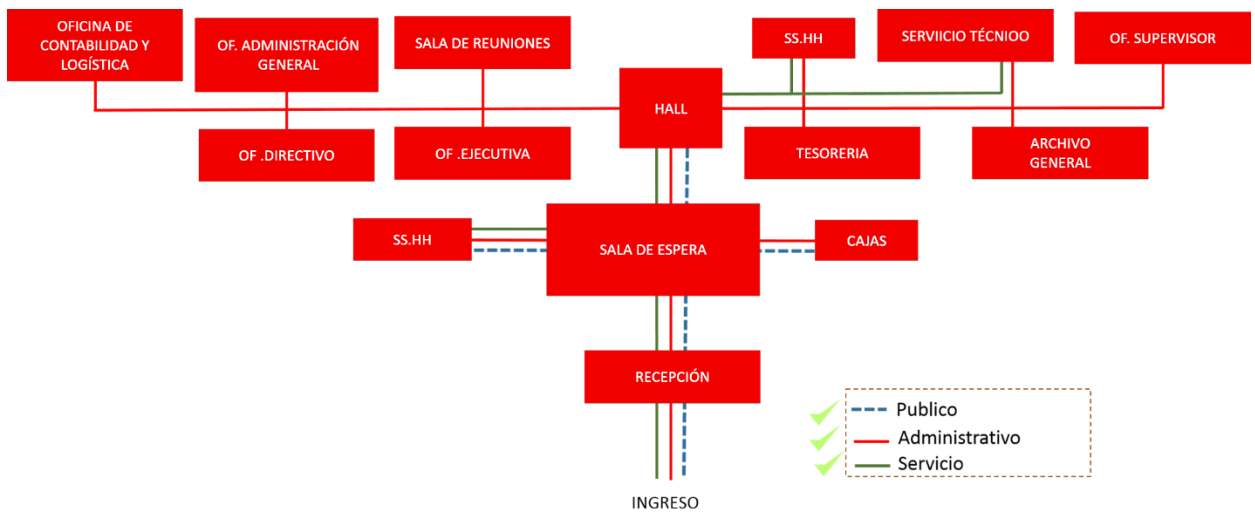 OFICINA DE
CONTABILIDAD Y
LOGÍSTICA
OF. ADMINISTRACIÓN
GENERAL
SALA DE REUNIONES
SS.HH
SERVIICIO TÉCNIOO
OF. SUPERVISOR
HALL
OF .DIRECTIVO
OF .EJECUTIVA
TESORERIA
ARCHIVO
GENERAL
SS.HH
SALA DE ESPERA
CAJAS
RECEPCIÓN
Publico
Administrativo
Servicio
INGRESO